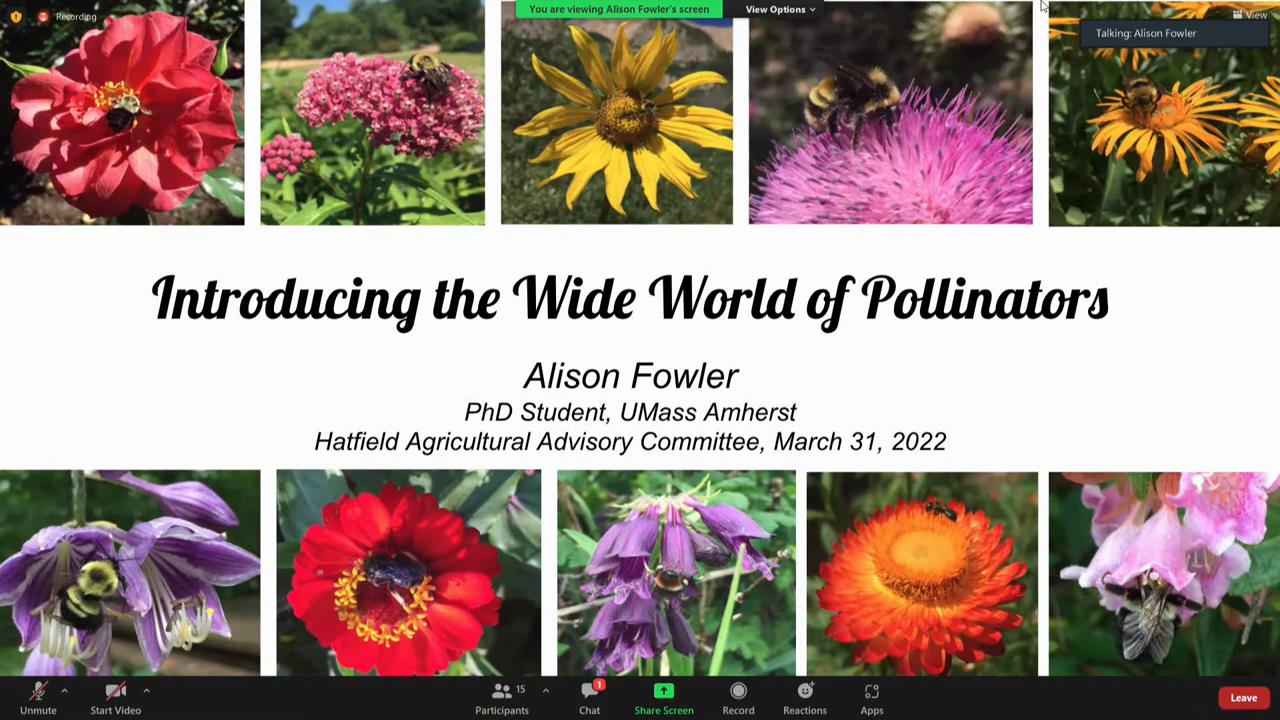 Recording
You are viewing Alison Fowler's screen
View Options
View
Talking: Alison Fowler
Introducing the Wide World of Pollinators
Alison Fowler
PhD Student, UMass Amherst
Hatfield Agricultural Advisory Committee, March 31, 2022
Unmute
Start Video
15
Participants
1
Chat
Share Screen
Record
Reactions
Apps
Leave